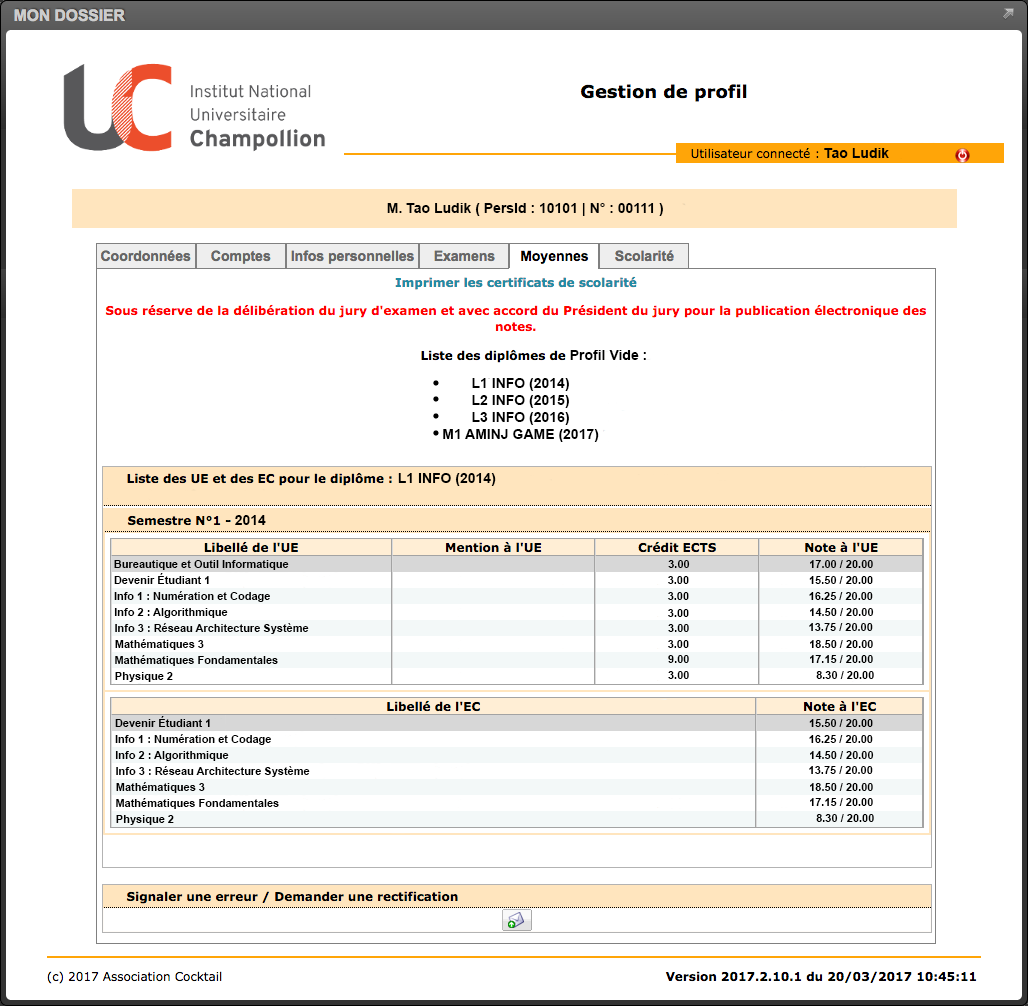 MON DOSSIER
UC
Institut National
Universitaire
Champollion
Gestion de profil
Utilisateur connecté : Tao Ludik
M. Tao Ludik ( PersId : 10101 | N° : 00111 )
Coordonnées Comptes Infos personnelles Examens Moyennes Scolarité
Imprimer les certificats de scolarité
Sous réserve de la délibération du jury d'examen et avec accord du Président du jury pour la publication électronique des
notes.
Liste des diplômes de Profil Vide :
• L1 INFO (2014)
• L2 INFO (2015)
• L3 INFO (2016)
• M1 AMINJ GAME (2017)
Liste des UE et des EC pour le diplôme : L1 INFO (2014)
Semestre N°1 - 2014
Libellé de l'UE Mention à l'UE Crédit ECTS Note à l'UE
Bureautique et Outil Informatique 3.00 17.00 / 20.00
Devenir Étudiant 1 3.00 15.50 / 20.00
Info 1 : Numération et Codage 3.00 16.25 / 20.00
Info 2 : Algorithmique 3.00 14.50 / 20.00
Info 3 : Réseau Architecture Système 3.00 13.75 / 20.00
Mathématiques 3 3.00 18.50 / 20.00
Mathématiques Fondamentales 9.00 17.15 / 20.00
Physique 2 3.00 8.30 / 20.00
Libellé de l'EC Note à l'EC
Devenir Étudiant 1 15.50 / 20.00
Info 1 : Numération et Codage 16.25 / 20.00
Info 2 : Algorithmique 14.50 / 20.00
Info 3 : Réseau Architecture Système 13.75 / 20.00
Mathématiques 3 18.50 / 20.00
Mathématiques Fondamentales 17.15 / 20.00
Physique 2 8.30 / 20.00
Signaler une erreur / Demander une rectification
(c) 2017 Association Cocktail
Version 2017.2.10.1 du 20/03/2017 10:45:11